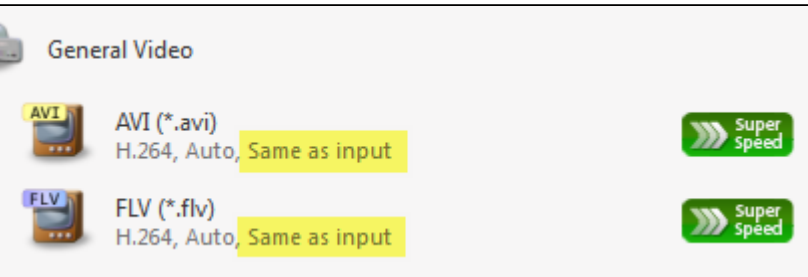 General Video
AVI
AVI (*.avi)
H.264, Auto, Same as input
Super
Speed
FLV
FLV (*.flv)
H.264, Auto, Same as input
Super
Speed